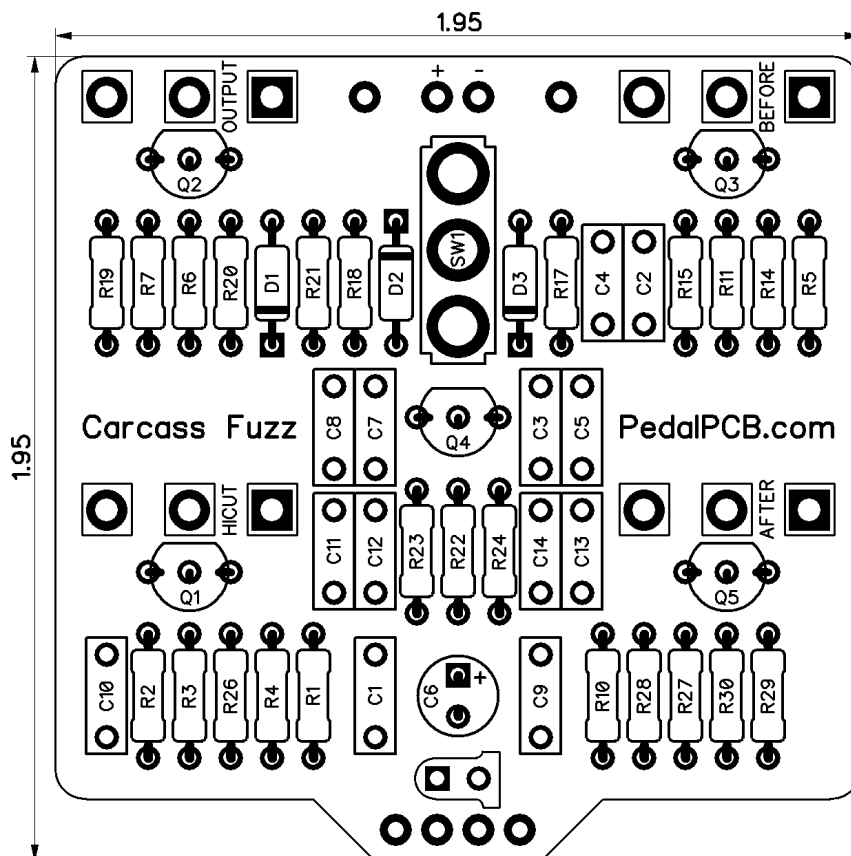 1.95
+ -
OUTPUT
BEFORE
Q2
Q3
SW1
R19 R7 R6 R20 D1 R21 R18 D2 D3 R17 C4 C2 R15 R11 R14 R5
Carcass Fuzz
C8 C7
Q4
C3 C5
PedalPCB.com
1.95
HICUT
AFTER
C11 C12 R23 R22 R24 C14 C13
Q1
Q5
C10 R2 R3 R26 R4 R1 C1 C6 + C9 R10 R28 R27 R30 R29